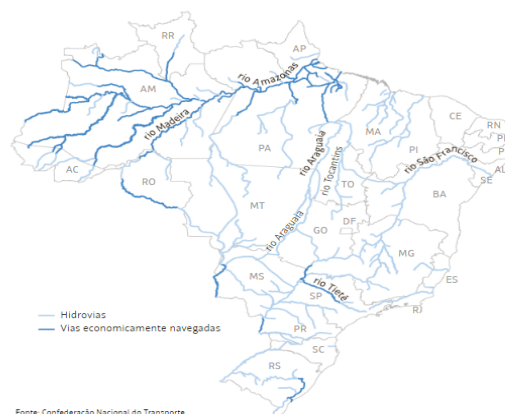 RR
AP
rio Amazonas
AM
rio Madeira
CE
RN
MA
PA
PI
rio São Francisco
AC
rio Araguaia
rio Tocantins
RO
TO
SE
BA
MT
rio Araguaia
DF
GO
MG
MS
ES
rio Tietê
SP
RJ
PR
SC
RS
Hidrovias
Vias economicamente navegadas
Fonte: Confederação Nacional do Transporte